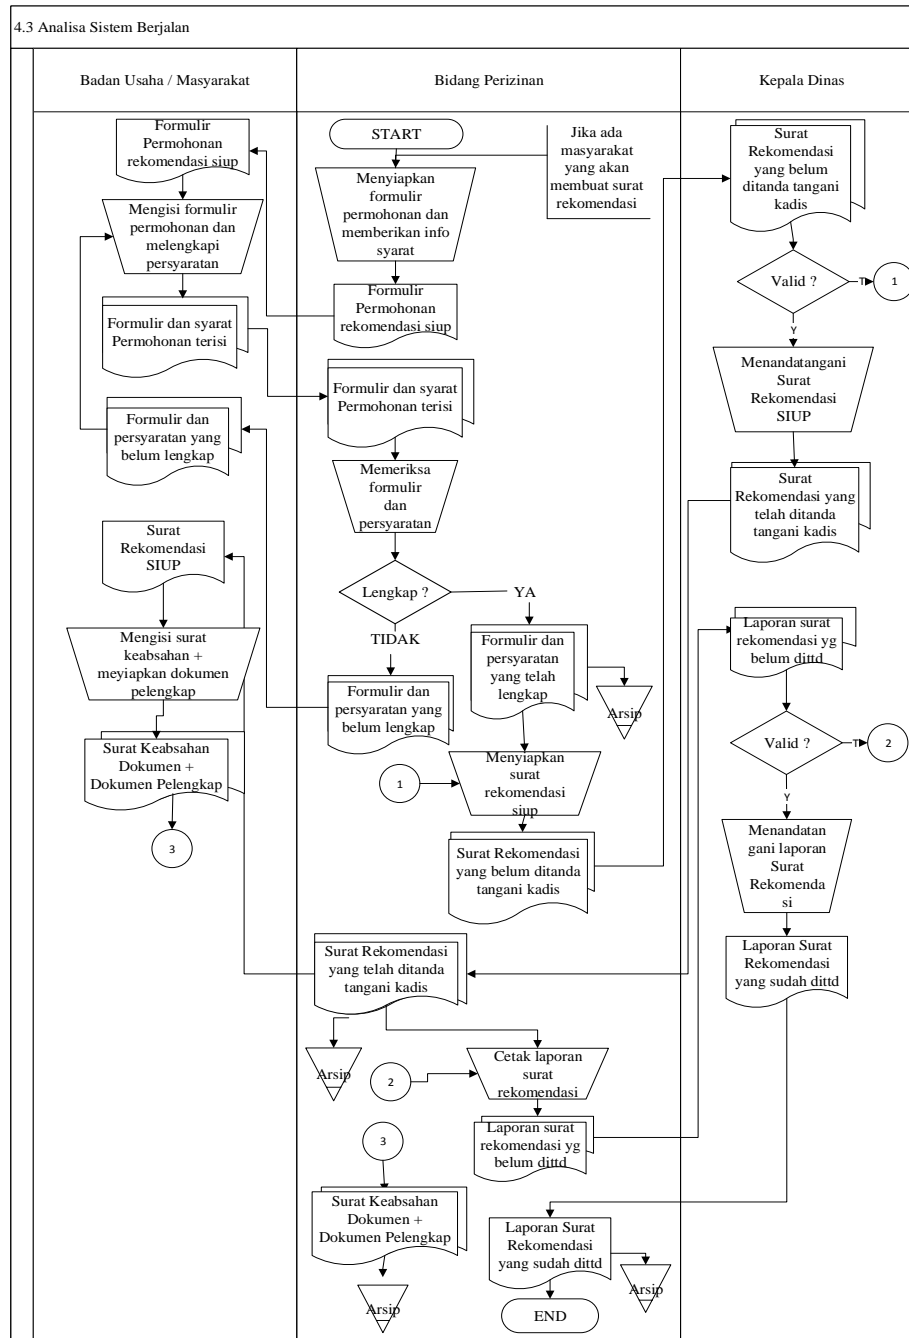 4.3 Analisa Sistem Berjalan
Badan Usaha / Masyarakat
Bidang Perizinan
Kepala Dinas
Formulir
Permohonan
rekomendasi siup
Mengisi formulir
permohonan dan
melengkapi
persyaratan
Formulir dan syarat
Permohonan terisi
Formulir dan
persyaratan yang
belum lengkap
Surat
Rekomendasi
SIUP
Mengisi surat
keabsahan +
meyiapkan dokumen
pelengkap
Surat Keabsahan
Dokumen +
Dokumen Pelengkap
3
START
Jika ada
masyarakat
yang akan
membuat surat
rekomendasi
Menyiapkan
formulir
permohonan dan
memberikan info
syarat
Formulir
Permohonan
rekomendasi siup
Formulir dan syarat
Permohonan terisi
Memeriksa
formulir
dan
persyaratan
Lengkap ?
YA
TIDAK
Formulir dan
persyaratan yang
belum lengkap
Formulir dan
persyaratan
yang telah
lengkap
Arsip
1
Menyiapkan
surat
rekomendasi
siup
Surat Rekomendasi
yang belum ditanda
tangani kadis
Surat Rekomendasi
yang telah ditanda
tangani kadis
Arsip
2
Cetak laporan
surat
rekomendasi
Laporan surat
rekomendasi yg
belum dittd
3
Surat Keabsahan
Dokumen +
Dokumen Pelengkap
Arsip
Laporan Surat
Rekomendasi
yang sudah dittd
Arsip
END
Surat
Rekomendasi
yang belum
ditanda tangani
kadis
Valid ?
T
1
Y
Menandatangani
Surat
Rekomendasi
SIUP
Surat
Rekomendasi yang
telah ditanda
tangani kadis
Laporan surat
rekomendasi yg
belum dittd
Valid ?
T
2
Y
Menandatan
gani laporan
Surat
Rekomenda
si
Laporan Surat
Rekomendasi
yang sudah dittd